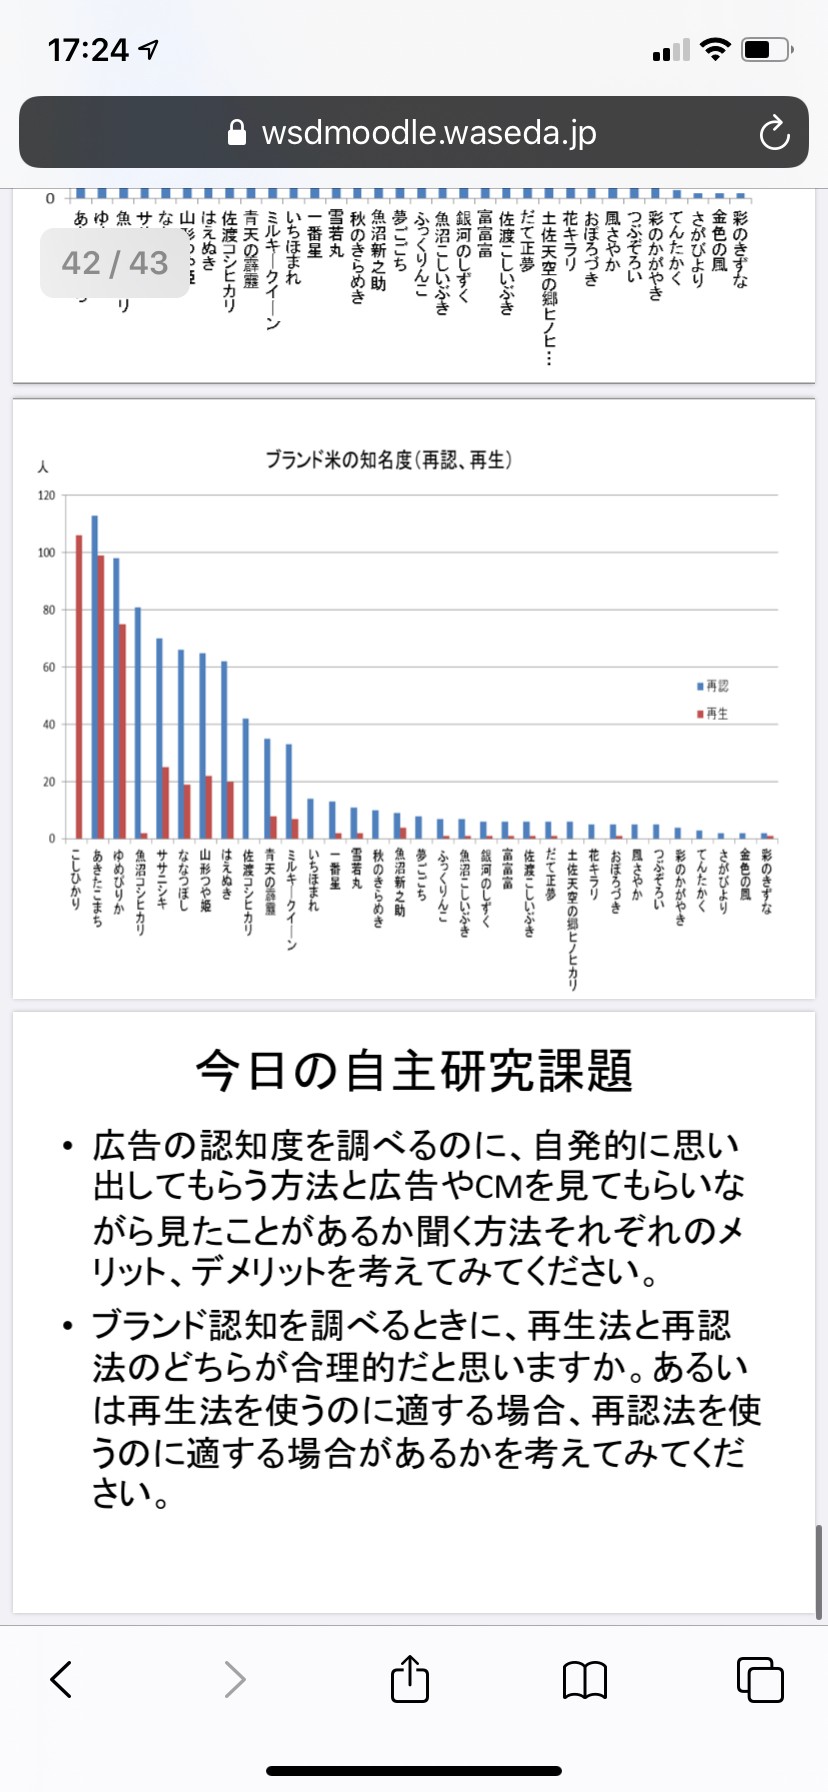 17:24
wsdmoodle.waseda.jp
0
42 / 43
はえぬき
佐渡コシヒカリ
青天の霹靂
ミルキークイーン
いちほまれ
一番星
雪若丸
秋のきらめき
魚沼新之助
夢ごこち
ふっくりんこ
魚沼こしいぶき
銀河のしずく
富富富
佐渡こしいぶき
だて正夢
土佐天空の郷ヒノヒ…
花キラリ
おぼろづき
風さやか
つぶぞろい
彩のかがやき
てんたかく
さがびより
金色の風
彩のきずな
ブランド米の知名度(再認、再生)
人
120
100
80
60
40
20
0
再認
再生
こしひかり
あきたこまち
ゆめぴりか
魚沼コシヒカリ
ササニシキ
ななつぼし
山形つや姫
はえぬき
佐渡コシヒカリ
青天の霹靂
ミルキークイーン
いちほまれ
一番星
雪若丸
秋のきらめき
魚沼新之助
夢ごこち
ふっくりんこ
魚沼こしいぶき
銀河のしずく
富富富
佐渡こしいぶき
だて正夢
土佐天空の郷ヒノヒカリ
花キラリ
おぼろづき
風さやか
つぶぞろい
彩のかがやき
てんたかく
さがびより
金色の風
彩のきずな
今日の自主研究課題
• 広告の認知度を調べるのに、自発的に思い
出してもらう方法と広告やCMを見てもらいな
がら見たことがあるか聞く方法それぞれのメ
リット、デメリットを考えてみてください。
• ブランド認知を調べるときに、再生法と再認
法のどちらが合理的だと思いますか。あるい
は再生法を使うのに適する場合、再認法を使
うのに適する場合があるかを考えてみてくだ
さい。